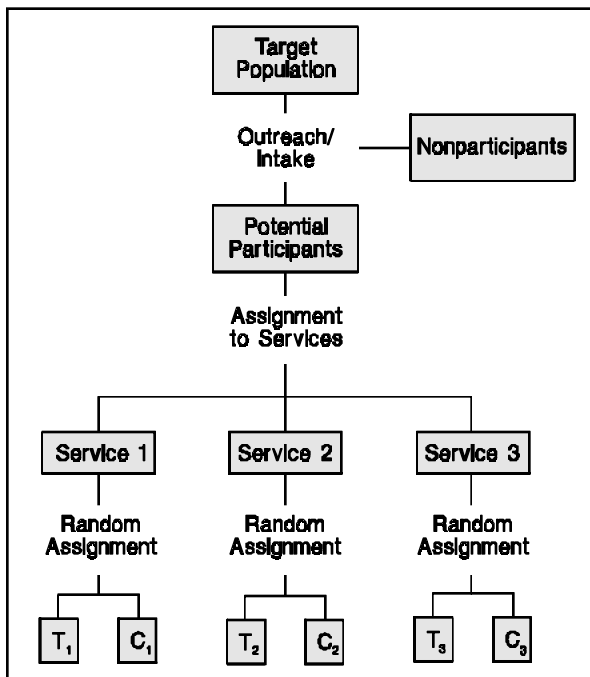 Target
Population
Outreach/
Intake
Nonparticipants
Potential
Participants
Assignment
to Services
Service 1
Service 2
Service 3
Random
Assignment
Random
Assignment
Random
Assignment
T₁
C₁
T₂
C₂
T₃
C₃